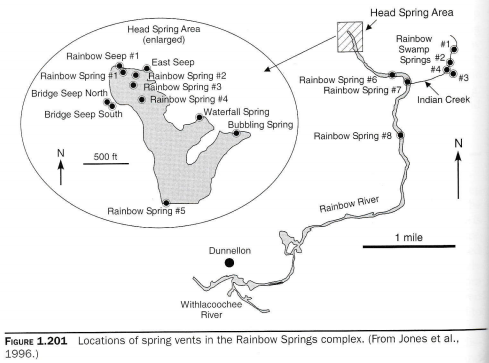 Head Spring Area
(enlarged)
Rainbow Seep #1
East Seep
Rainbow Spring #1
Rainbow Spring #2
Rainbow Spring #3
Bridge Seep North
Rainbow Spring #4
Bridge Seep South
Waterfall Spring
Bubbling Spring
N
500 ft
Rainbow Spring #5
Head Spring Area
Rainbow
Swamp
Springs
#1
#2
#4
#3
Rainbow Spring #6
Rainbow Spring #7
Indian Creek
Rainbow Spring #8
N
Rainbow River
1 mile
Dunnellon
Withlacoochee
River
FIGURE 1.201 Locations of spring vents in the Rainbow Springs complex. (From Jones et al.,
1996.)